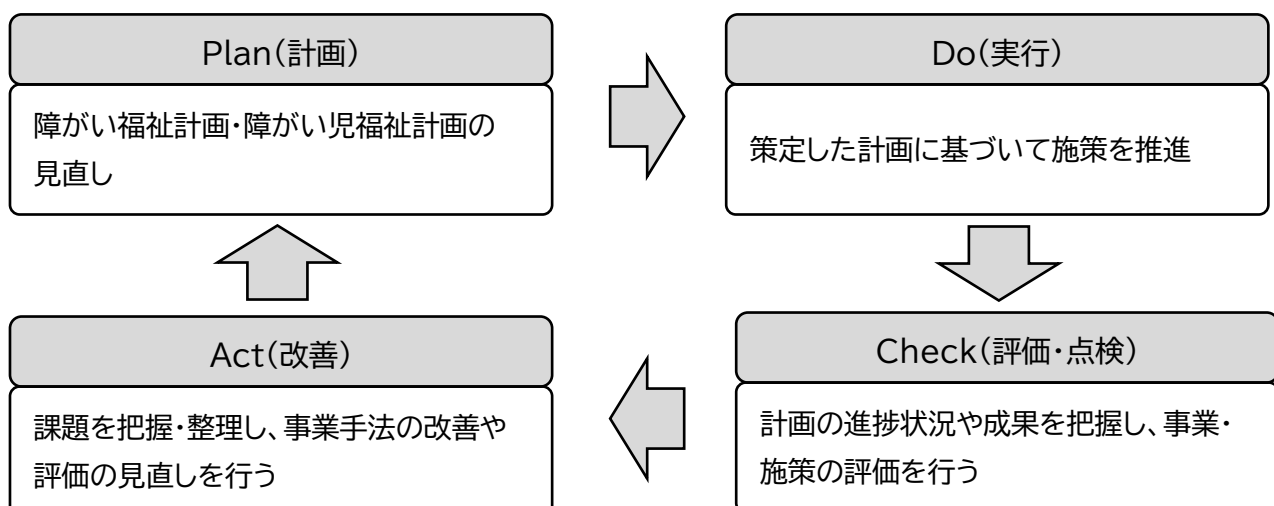 Plan(計画)
障がい福祉計画・障がい児福祉計画の
見直し
Do(実行)
策定した計画に基づいて施策を推進
Check(評価・点検)
計画の進捗状況や成果を把握し、事業・
施策の評価を行う
Act(改善)
課題を把握・整理し、事業手法の改善や
評価の見直しを行う